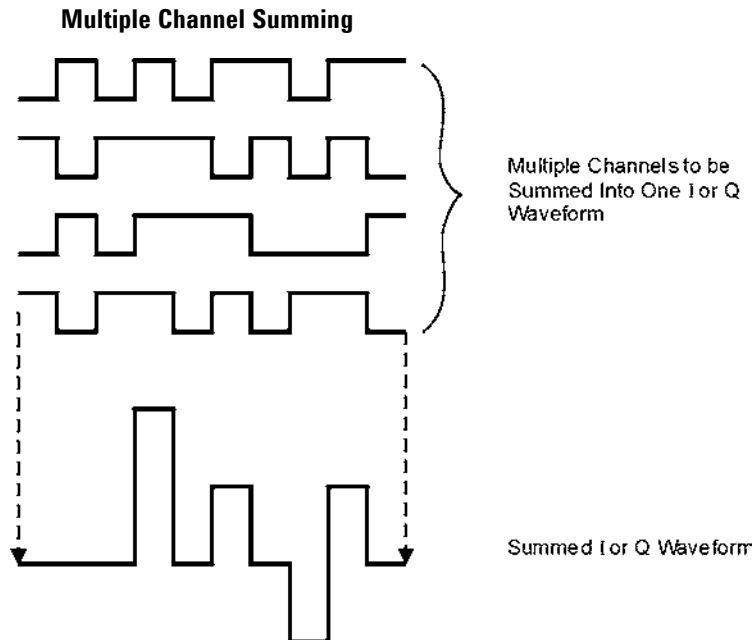 Multiple Channel Summing
Multiple Channels to be
Summed Into One I or Q
Waveform
Summed I or Q Waveform